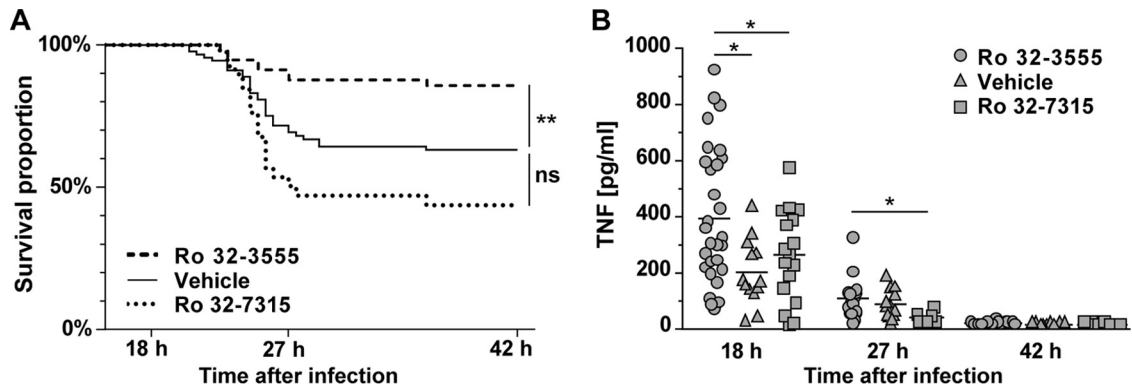 A
Survival proportion
100%
50%
0%
**
ns
Ro 32-3555
Vehicle
Ro 32-7315
18 h
27 h
42 h
Time after infection
B
TNF [pg/ml]
1000
800
600
400
200
0
*
*
*
Ro 32-3555
Vehicle
Ro 32-7315
18 h
27 h
42 h
Time after infection